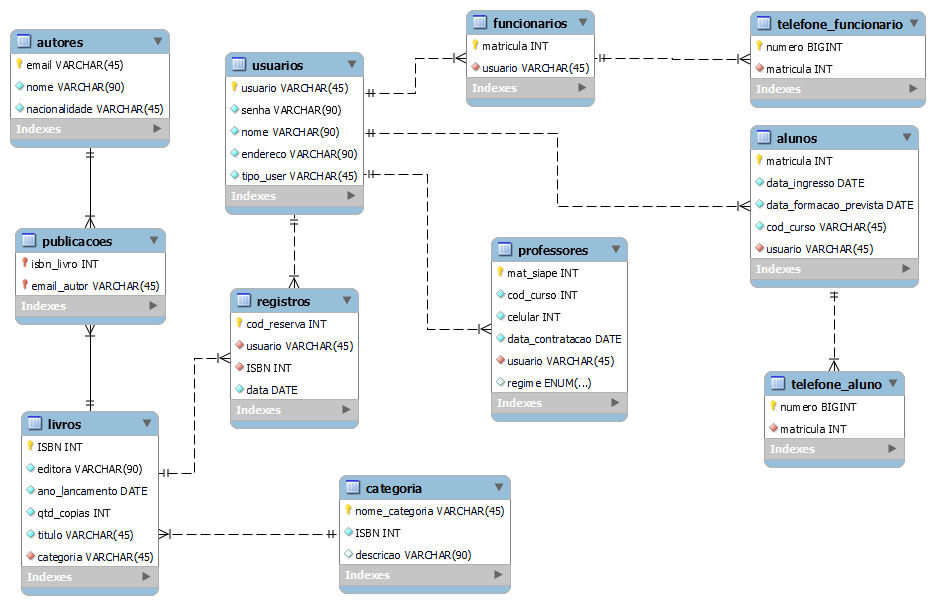 autores
email VARCHAR(45)
nome VARCHAR(90)
nacionalidade VARCHAR(45)
Indexes
usuarios
usuario VARCHAR(45)
senha VARCHAR(90)
nome VARCHAR(90)
endereco VARCHAR(90)
tipo_user VARCHAR(45)
Indexes
funcionarios
matricula INT
usuario VARCHAR(45)
Indexes
telefone_funcionario
numero BIGINT
matricula INT
Indexes
alunos
matricula INT
data_ingresso DATE
data_formacao_prevista DATE
cod_curso VARCHAR(45)
usuario VARCHAR(45)
Indexes
publicacoes
isbn_livro INT
email_autor VARCHAR(45)
Indexes
registros
cod_reserva INT
usuario VARCHAR(45)
ISBN INT
data DATE
Indexes
professores
mat_siape INT
cod_curso INT
celular INT
data_contratacao DATE
usuario VARCHAR(45)
regime ENUM(...)
Indexes
telefone_aluno
numero BIGINT
matricula INT
Indexes
livros
ISBN INT
editora VARCHAR(90)
ano_lancamento DATE
qtd_copias INT
titulo VARCHAR(45)
categoria VARCHAR(45)
Indexes
categoria
nome_categoria VARCHAR(45)
ISBN INT
descricao VARCHAR(90)
Indexes